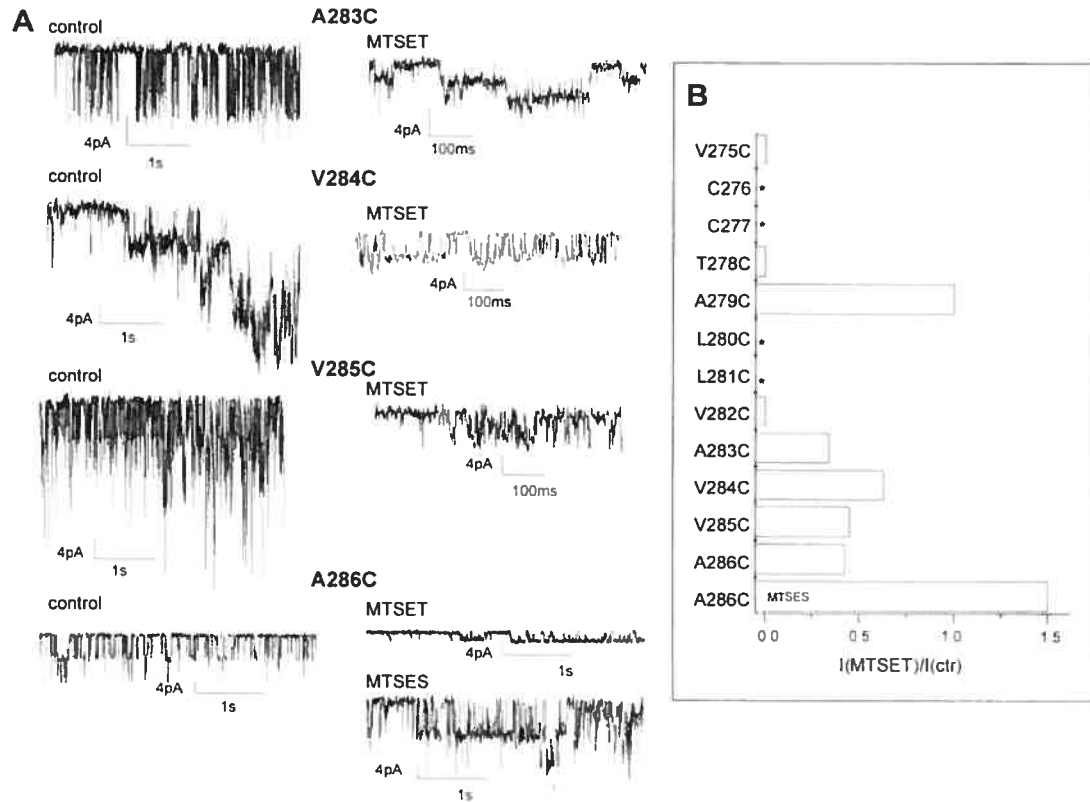 A
control
A283C
MTSET
4pA
1s
4pA
100ms
control
V284C
MTSET
4pA
1s
4pA
100ms
control
V285C
MTSET
4pA
1s
4pA
100ms
control
A286C
MTSET
4pA
1s
4pA
1s
MTSES
4pA
1s
B
V275C
C276 *
C277 *
T278C
A279C
L280C *
L281C *
V282C
A283C
V284C
V285C
A286C
A286C MTSES
0 0 0 5 1 0 1 5
I(MTSET)/I(ctr)